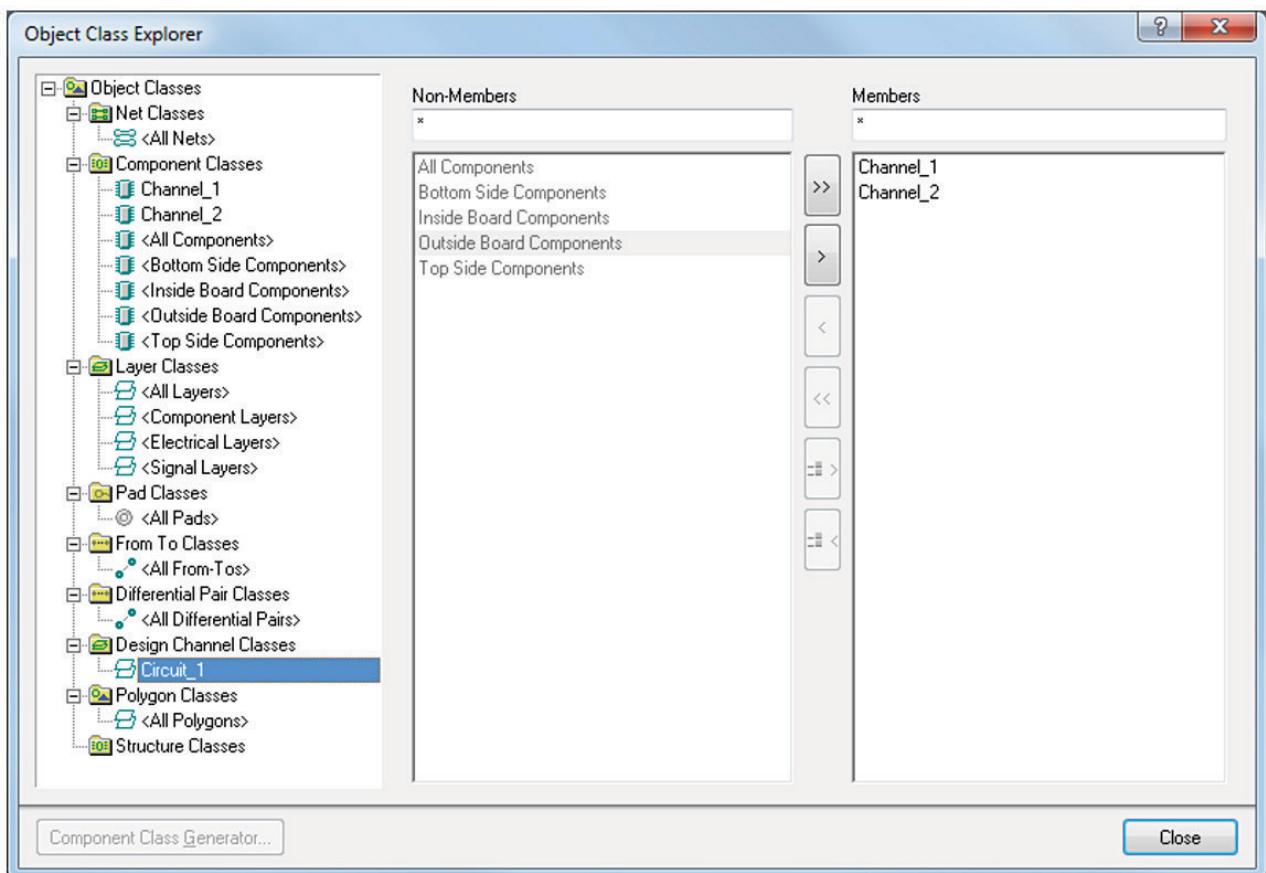 Object Class Explorer
?
Object Classes
Net Classes
<All Nets>
Component Classes
Channel_1
Channel_2
<All Components>
<Bottom Side Components>
<Inside Board Components>
<Outside Board Components>
<Top Side Components>
Layer Classes
<All Layers>
<Component Layers>
<Electrical Layers>
<Signal Layers>
Pad Classes
<All Pads>
From To Classes
<All From-Tos>
Differential Pair Classes
<All Differential Pairs>
Design Channel Classes
Circuit_1
Polygon Classes
<All Polygons>
Structure Classes
Non-Members
*
All Components
Bottom Side Components
Inside Board Components
Outside Board Components
Top Side Components
>>
>
<
<<
>
<
Members
*
Channel_1
Channel_2
Component Class Generator...
Close